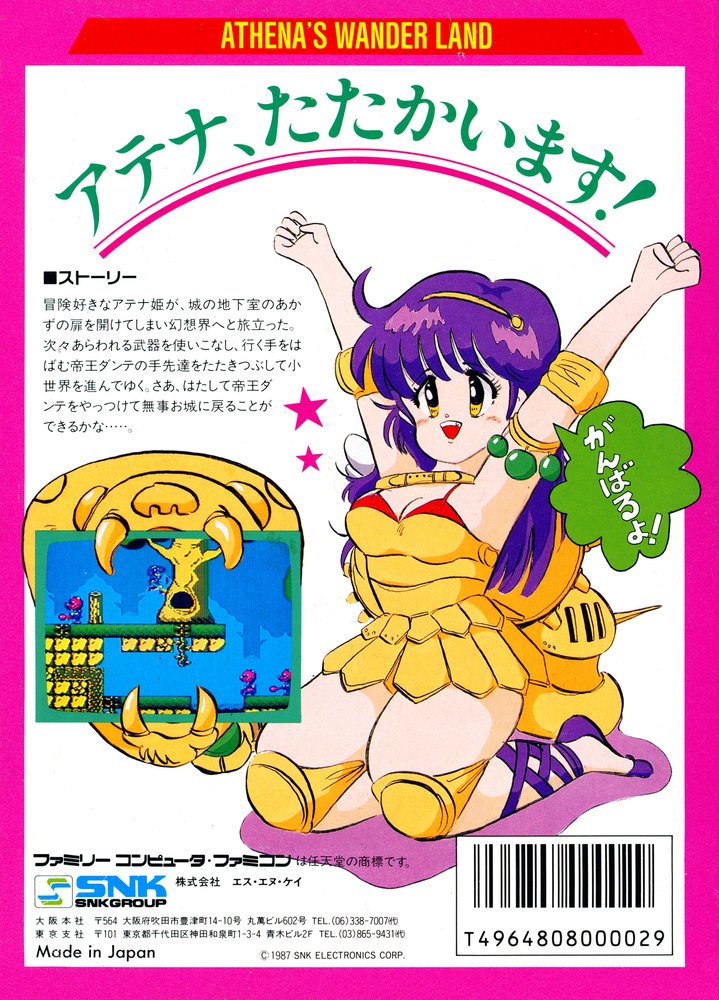 ATHENA'S WANDER LAND
アテナ、たたかいます!
■ストーリー
冒険好きなアテナ姫が、城の地下室のあか
ずの扉を開けてしまい幻想界へと旅立った。
次々あらわれる武器を使いこなし、行く手をは
ばむ帝王ダンテの手先達をたたきつぶして小
世界を進んでゆく。さあ、はたして帝王ダ
ンテをやっつけて無事お城に戻ることが
できるかな‥‥。
がんばろよ!
ファミリー コンピュータ・ファミコンは任天堂の商標です。
SNK 株式会社 エス・エヌ・ケイ
SNK GROUP
大阪本社 〒564 大阪府吹田市豊津町14-10号 丸萬ビル602号 TEL.(06)338-7007㈹
東京支社 〒101 東京都千代田区神田和泉町1-3-4 青木ビル2F TEL.(03)865-9431㈹
Made in Japan
©1987 SNK ELECTRONICS CORP.
T4964808000029